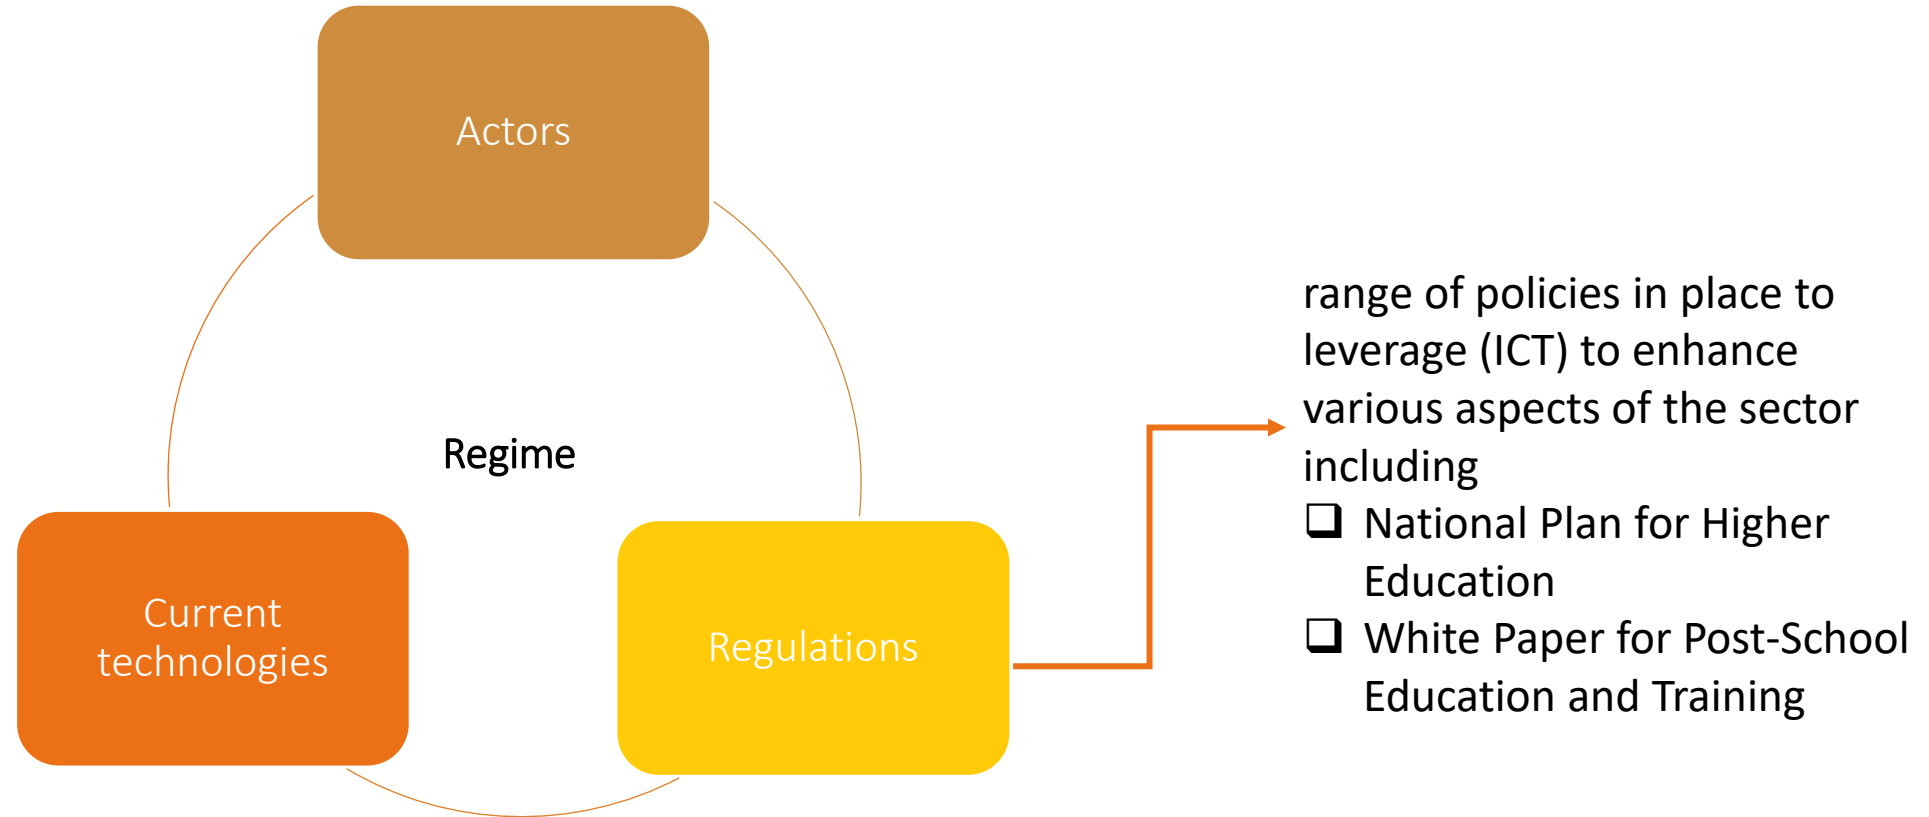 Actors
Regime
Current
technologies
Regulations
range of policies in place to
leverage (ICT) to enhance
various aspects of the sector
including
❑ National Plan for Higher
Education
❑ White Paper for Post-School
Education and Training